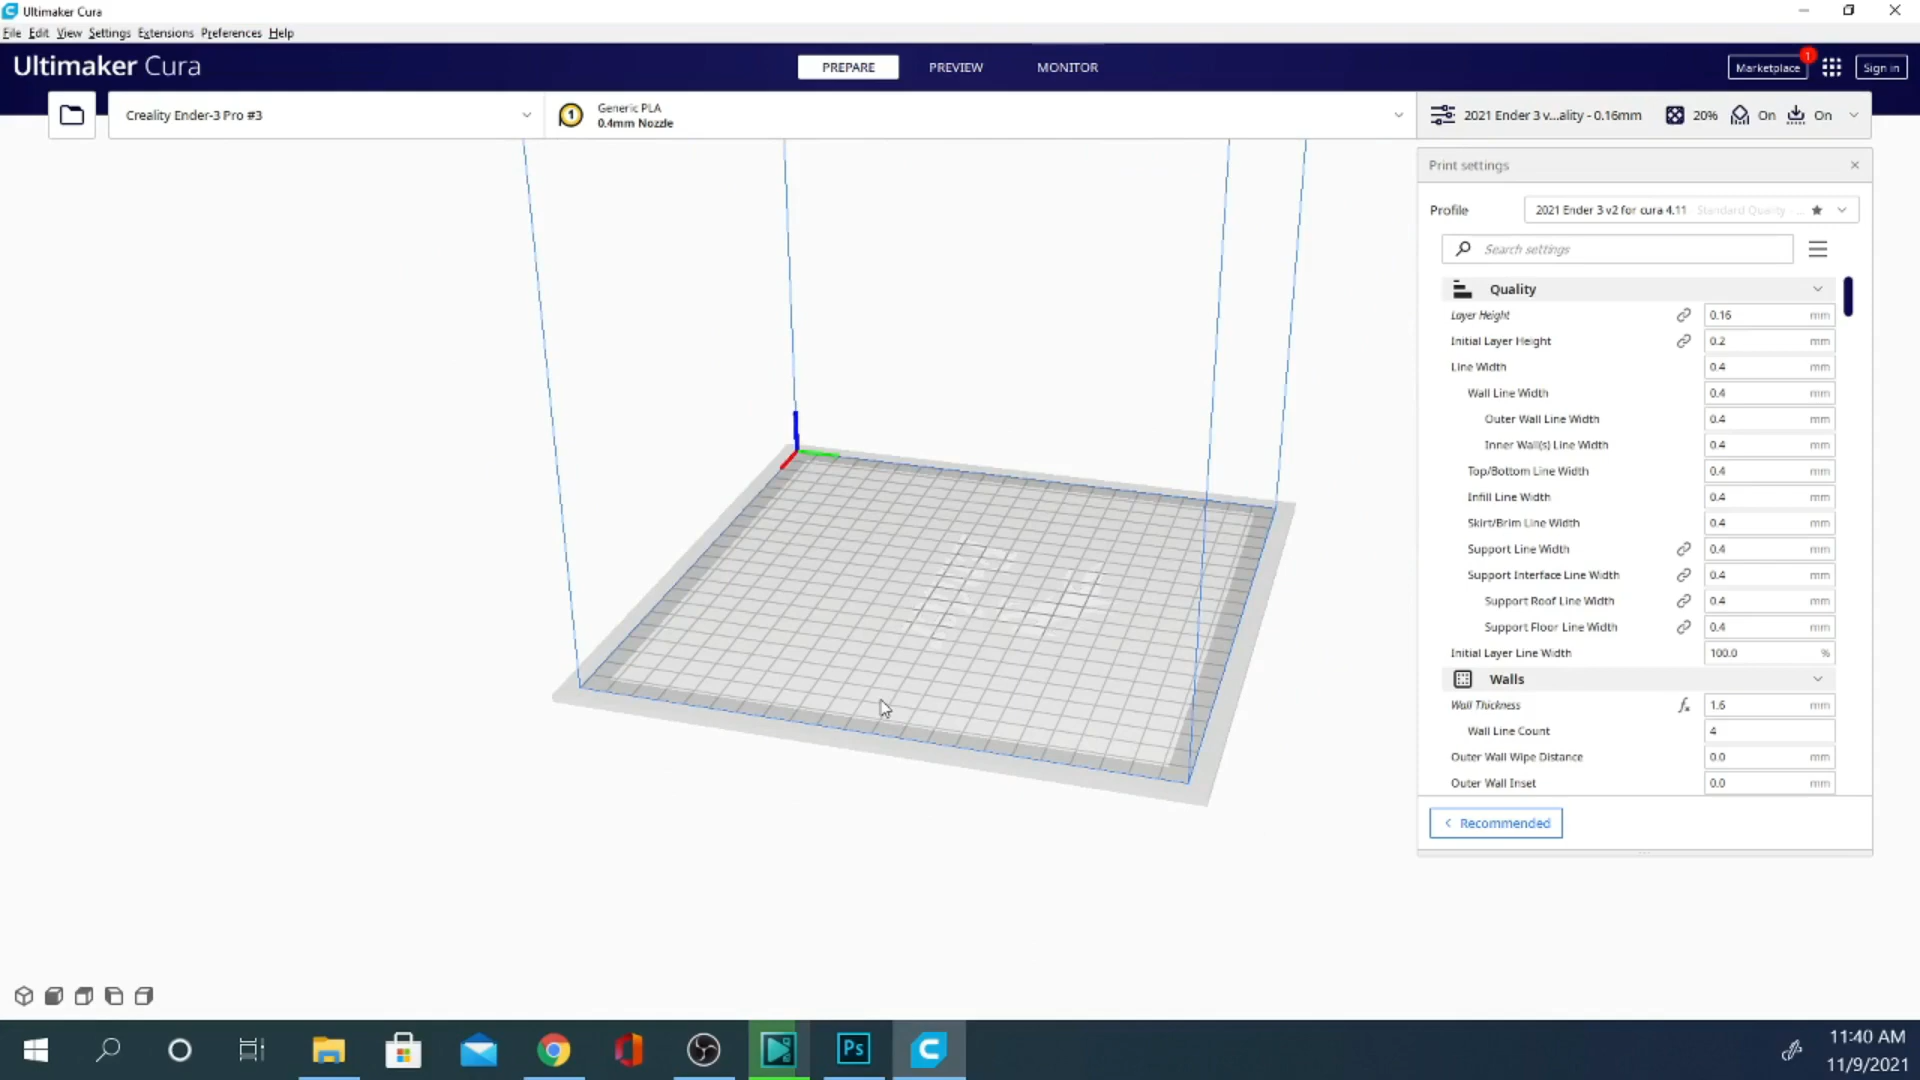 Ultimaker Cura
File Edit View Settings Extensions Preferences Help
Ultimaker Cura
PREPARE PREVIEW MONITOR
Marketplace 1 Sign in
Creality Ender-3 Pro #3
1 Generic PLA
0.4mm Nozzle
2021 Ender 3 v...ality - 0.16mm 20% On On
Print settings
Profile 2021 Ender 3 v2 for cura 4.11 Standard Quality - ...
Search settings
Quality
Layer Height 0.16 mm
Initial Layer Height 0.2 mm
Line Width 0.4 mm
Wall Line Width 0.4 mm
Outer Wall Line Width 0.4 mm
Inner Wall(s) Line Width 0.4 mm
Top/Bottom Line Width 0.4 mm
Infill Line Width 0.4 mm
Skirt/Brim Line Width 0.4 mm
Support Line Width 0.4 mm
Support Interface Line Width 0.4 mm
Support Roof Line Width 0.4 mm
Support Floor Line Width 0.4 mm
Initial Layer Line Width 100.0 %
Walls
Wall Thickness fx 1.6 mm
Wall Line Count 4
Outer Wall Wipe Distance 0.0 mm
Outer Wall Inset 0.0 mm
< Recommended
Ps
11:40 AM
11/9/2021